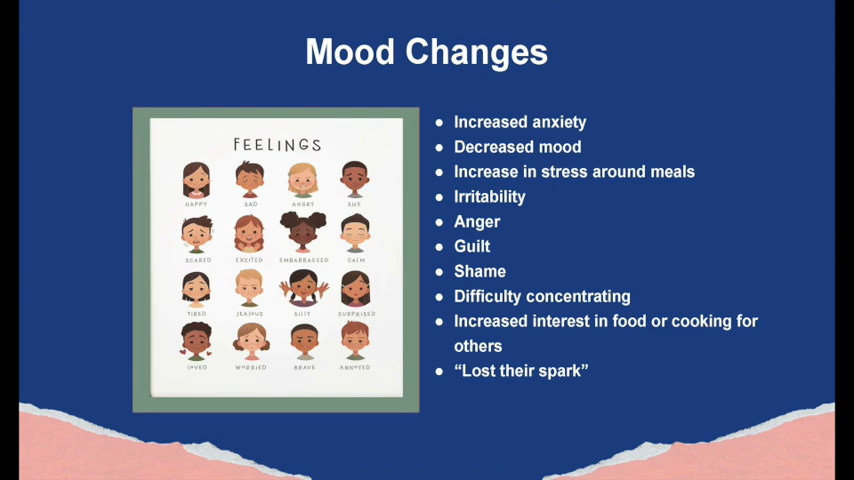 Mood Changes
FEELINGS
HAPPY SAD ANGRY SHY
SCARED EXCITED EMBARRASSED CALM
TIRED JEALOUS SILLY SURPRISED
LOVED WORRIED BRAVE ANNOYED
● Increased anxiety
● Decreased mood
● Increase in stress around meals
● Irritability
● Anger
● Guilt
● Shame
● Difficulty concentrating
● Increased interest in food or cooking for
others
● “Lost their spark”